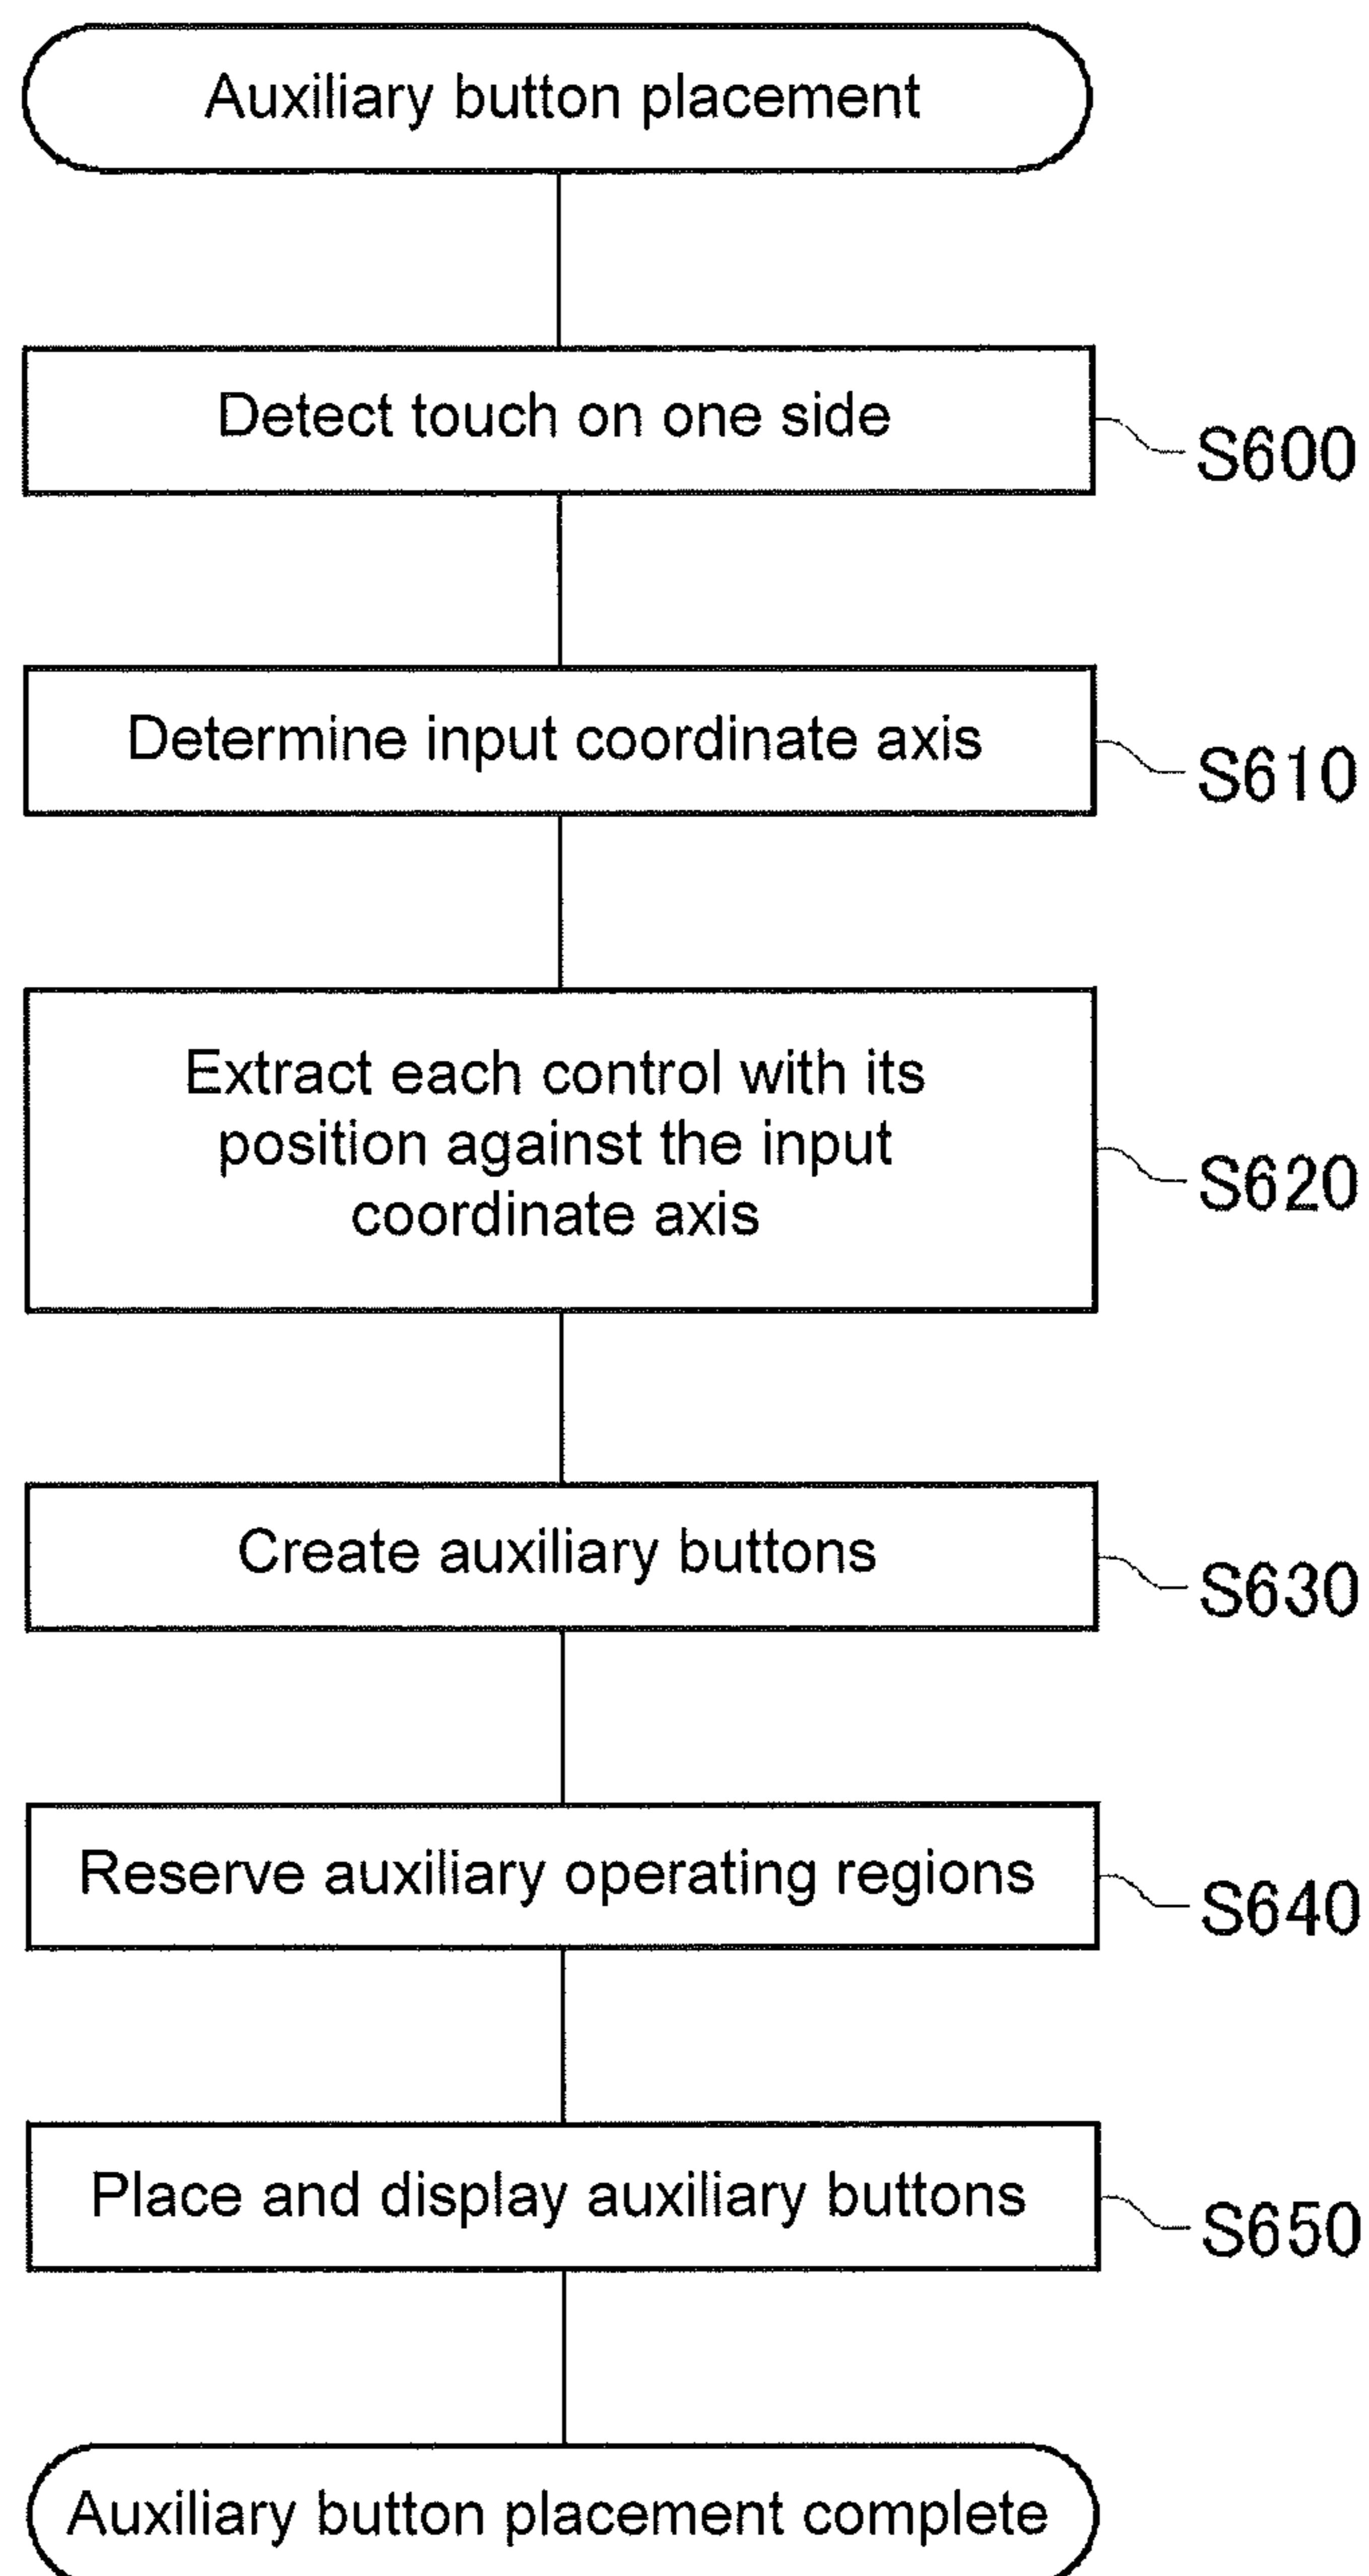 Auxiliary button placement
Detect touch on one side
S600
Determine input coordinate axis
S610
Extract each control with its
position against the input
coordinate axis
S620
Create auxiliary buttons
S630
Reserve auxiliary operating regions
S640
Place and display auxiliary buttons
S650
Auxiliary button placement complete